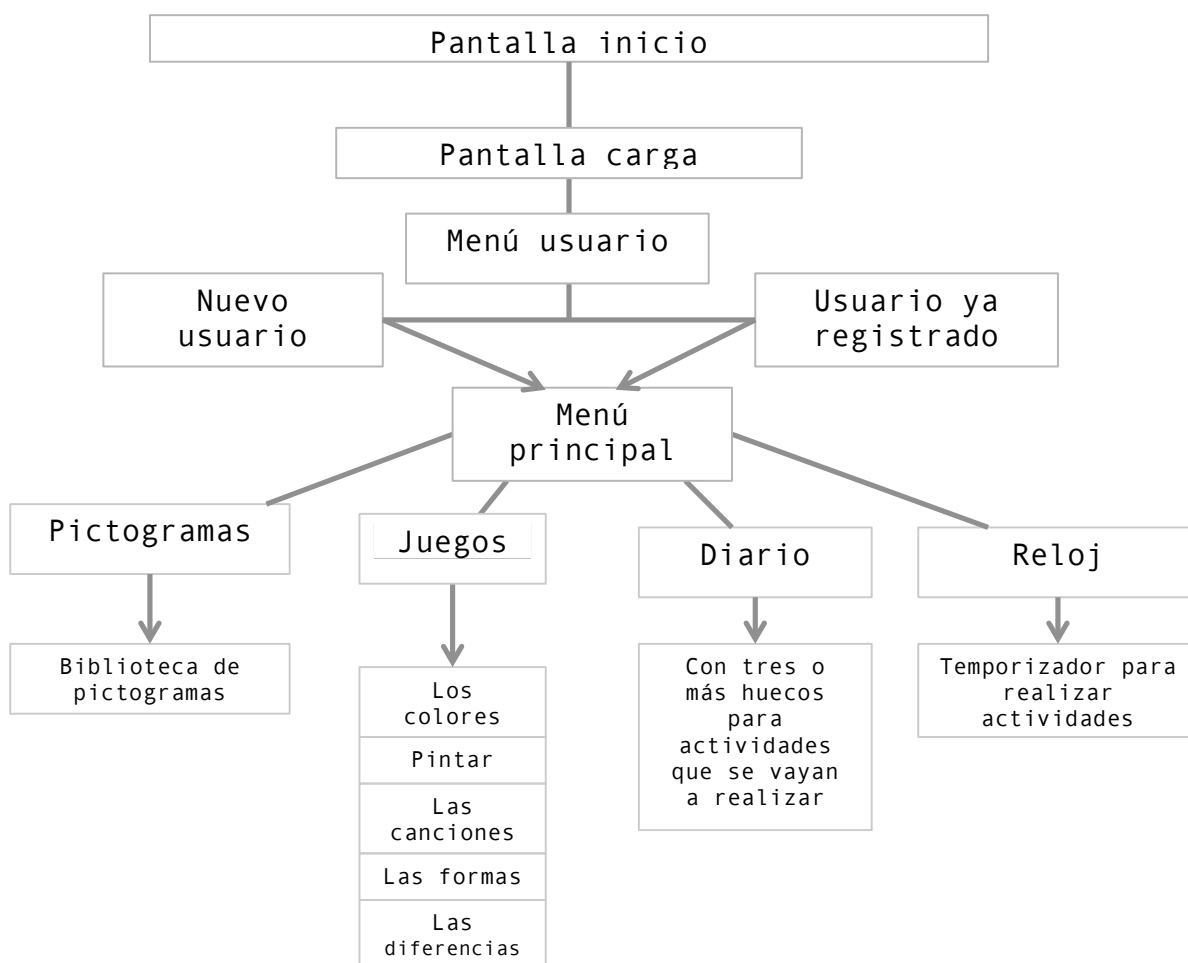 Pantalla inicio
Pantalla carga
Menú usuario
Nuevo
usuario
Usuario ya
registrado
Menú
principal
Pictogramas
Juegos
Diario
Reloj
Biblioteca de
pictogramas
Los
colores
Pintar
Las
canciones
Las formas
Las
diferencias
Con tres o
más huecos
para
actividades
que se vayan
a realizar
Temporizador para
realizar
actividades